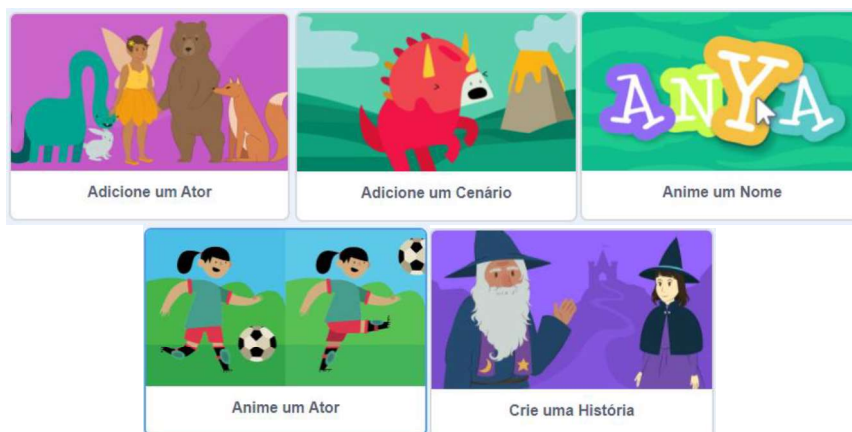 Adicione um Ator
Adicione um Cenário
ANYA
Anime um Nome
Anime um Ator
Crie uma História